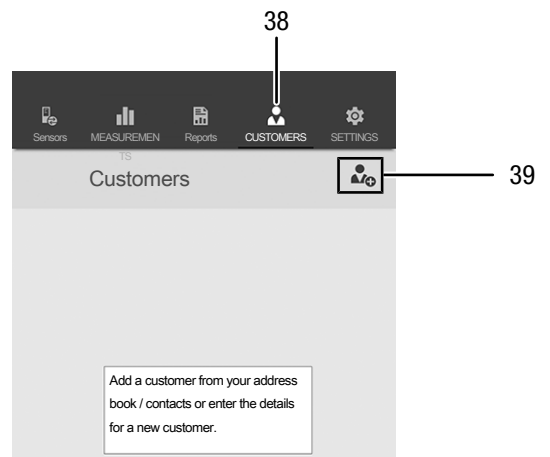 38
Sensors MEASUREMEN Reports CUSTOMERS SETTINGS
TS
Customers
39
Add a customer from your address
book / contacts or enter the details
for a new customer.